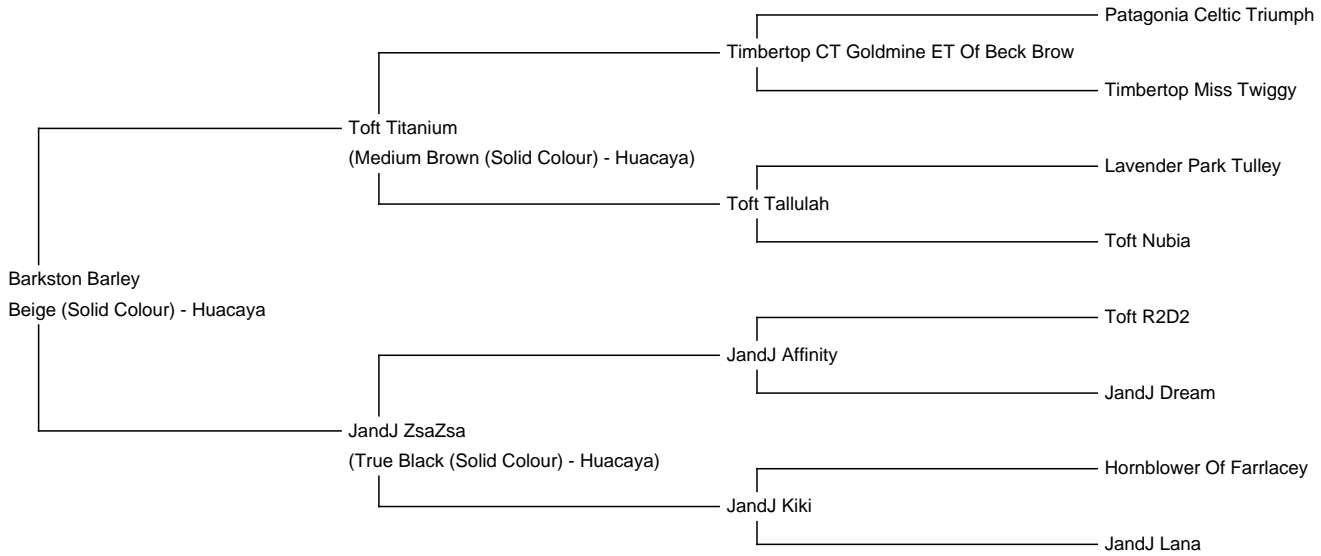 Patagonia Celtic Triumph
Timbertop CT Goldmine ET Of Beck Brow
Timbertop Miss Twiggy
Toft Titanium
(Medium Brown (Solid Colour) - Huacaya)
Lavender Park Tulley
Toft Tallulah
Toft Nubia
Barkston Barley
Beige (Solid Colour) - Huacaya
Toft R2D2
JandJ Affinity
JandJ Dream
JandJ ZsaZsa
(True Black (Solid Colour) - Huacaya)
Hornblower Of Farrlacey
JandJ Kiki
JandJ Lana